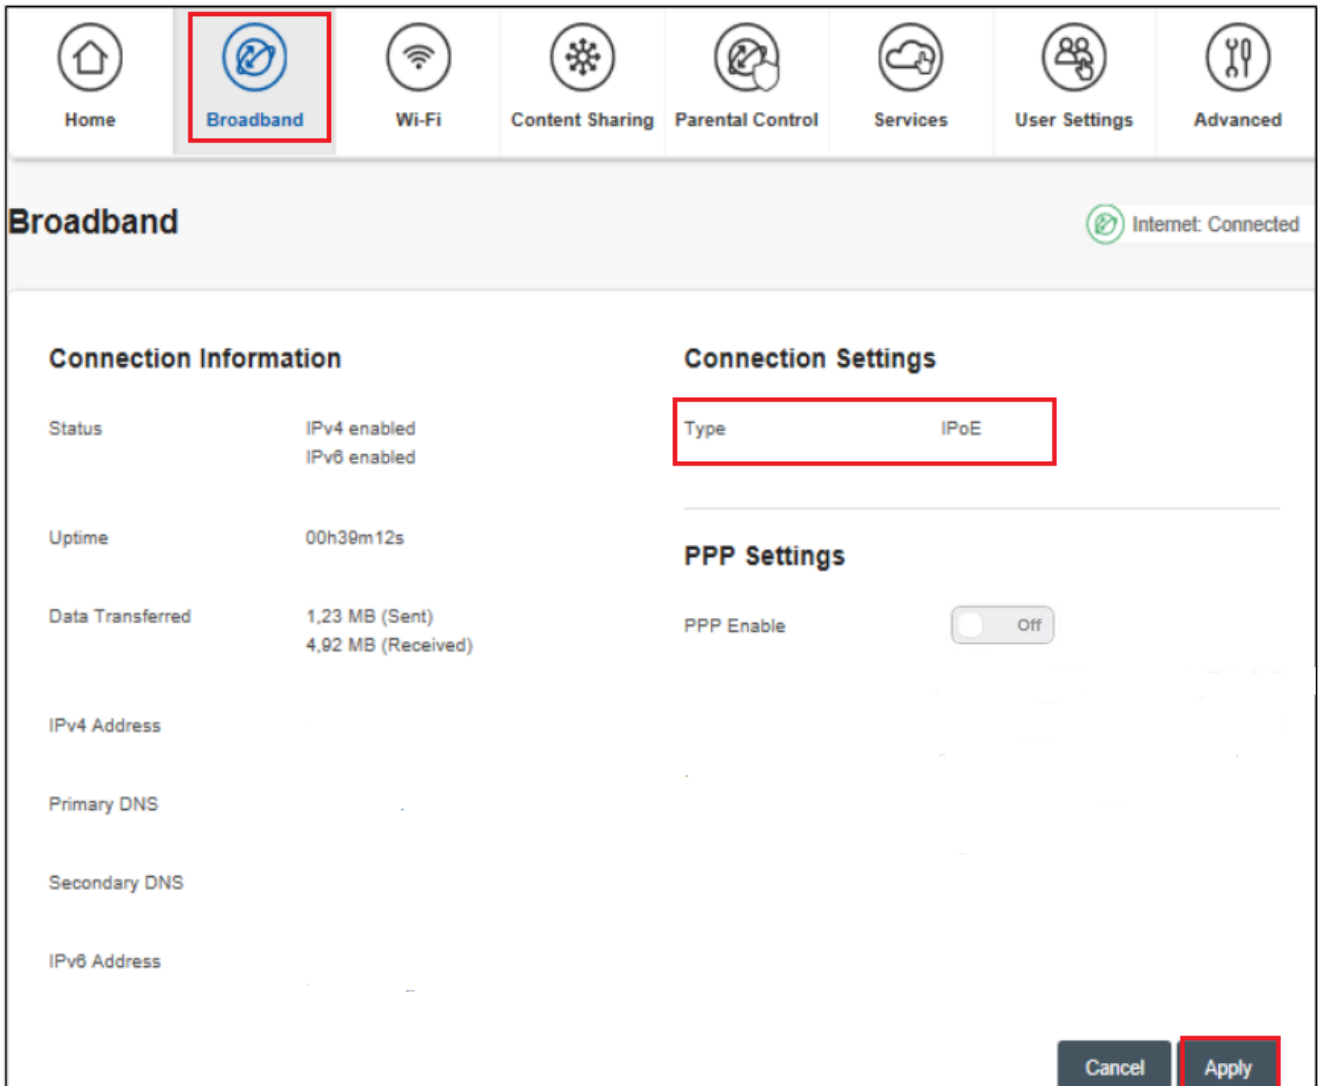 Home
Broadband
Wi-Fi
Content Sharing
Parental Control
Services
User Settings
Advanced
Broadband
Internet: Connected
Connection Information
Status
IPv4 enabled
IPv6 enabled
Uptime
00h39m12s
Data Transferred
1,23 MB (Sent)
4,92 MB (Received)
IPv4 Address
Primary DNS
Secondary DNS
IPv6 Address
Connection Settings
Type
IPoE
PPP Settings
PPP Enable
Off
Cancel
Apply